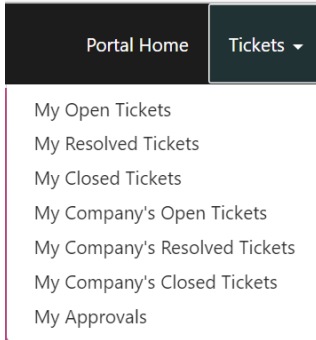 Portal Home Tickets
My Open Tickets
My Resolved Tickets
My Closed Tickets
My Company's Open Tickets
My Company's Resolved Tickets
My Company's Closed Tickets
My Approvals